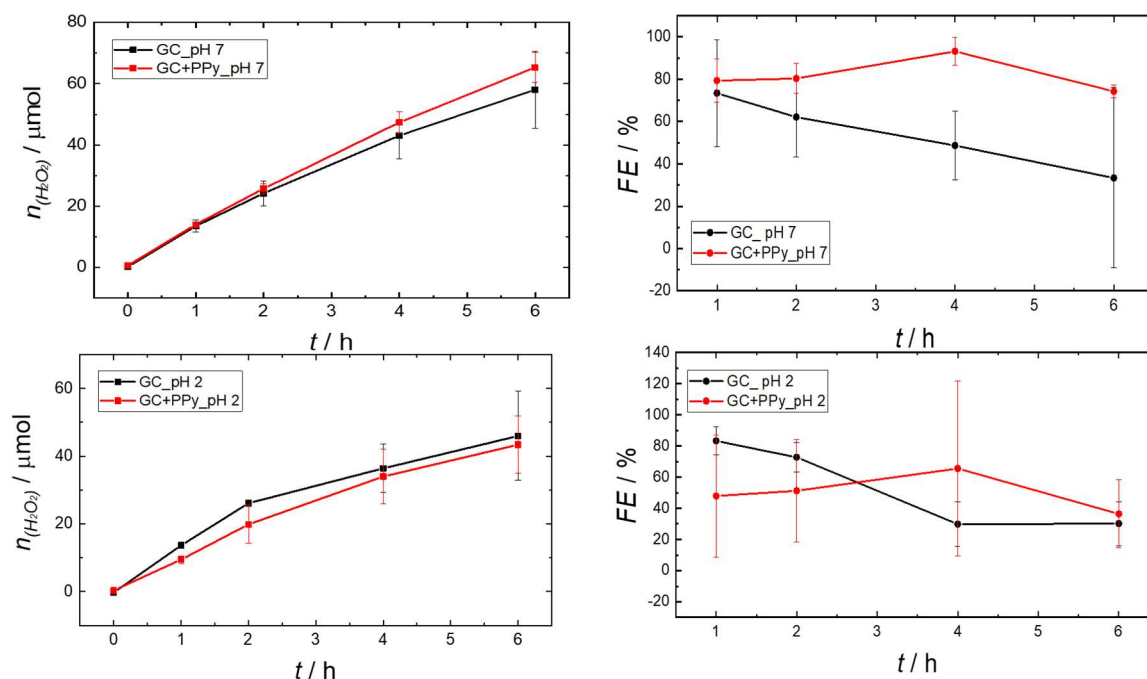 80
60
40
20
0
n(H₂O₂) / μmol
GC_pH 7
GC+PPy_pH 7
0 1 2 3 4 5 6
t / h
100
80
60
40
20
0
-20
FE / %
GC_ pH 7
GC+PPy_pH 7
1 2 3 4 5 6
t / h
60
40
20
0
n(H₂O₂) / μmol
GC_pH 2
GC+PPy_pH 2
0 1 2 3 4 5 6
t / h
140
120
100
80
60
40
20
0
-20
FE / %
GC_ pH 2
GC+PPy_pH 2
1 2 3 4 5 6
t / h